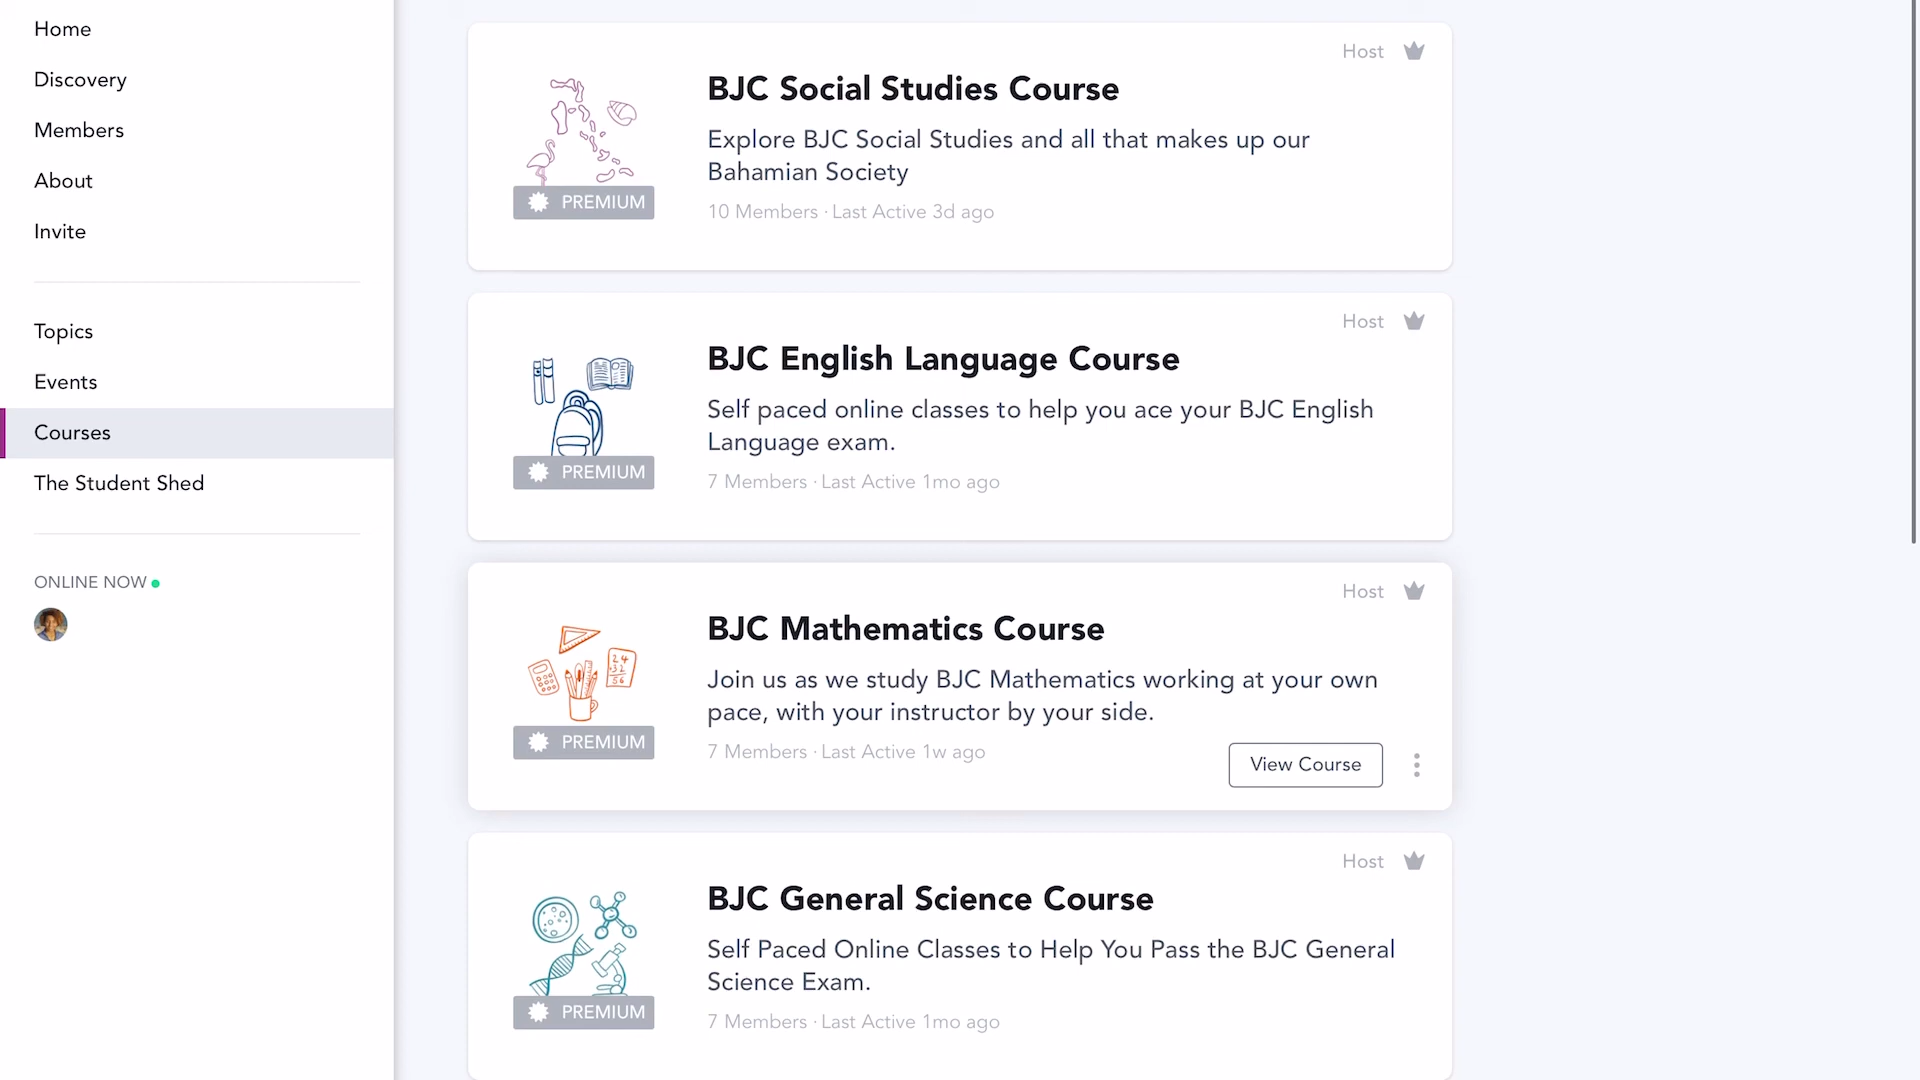 Home
Discovery
Members
About
Invite
Topics
Events
Courses
The Student Shed
ONLINE NOW
Host
BJC Social Studies Course
Explore BJC Social Studies and all that makes up our
Bahamian Society
PREMIUM
10 Members · Last Active 3d ago
Host
BJC English Language Course
Self paced online classes to help you ace your BJC English
Language exam.
PREMIUM
7 Members · Last Active 1mo ago
Host
BJC Mathematics Course
Join us as we study BJC Mathematics working at your own
pace, with your instructor by your side.
24
+32
56
PREMIUM
7 Members · Last Active 1w ago
View Course
Host
BJC General Science Course
Self Paced Online Classes to Help You Pass the BJC General
Science Exam.
PREMIUM
7 Members · Last Active 1mo ago